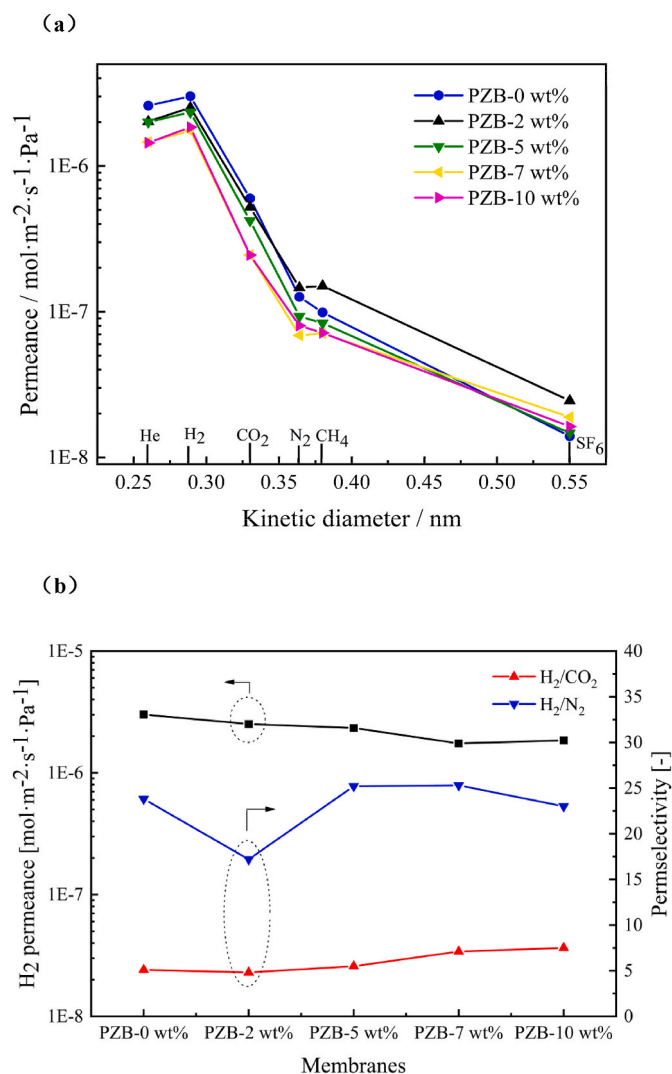 (a)
PZB-0 wt%
PZB-2 wt%
PZB-5 wt%
PZB-7 wt%
PZB-10 wt%
1E-6
1E-7
1E-8
Permeance / mol·m-2·s-1·Pa-1
He H2 CO2 N2 CH4 SF6
0.25 0.30 0.35 0.40 0.45 0.50 0.55
Kinetic diameter / nm
(b)
1E-5
1E-6
1E-7
1E-8
H2 permeance [mol·m-2·s-1·Pa-1]
H2/CO2
H2/N2
40
35
30
25
20
15
10
5
0
Permselectivity [-]
PZB-0 wt% PZB-2 wt% PZB-5 wt% PZB-7 wt% PZB-10 wt%
Membranes